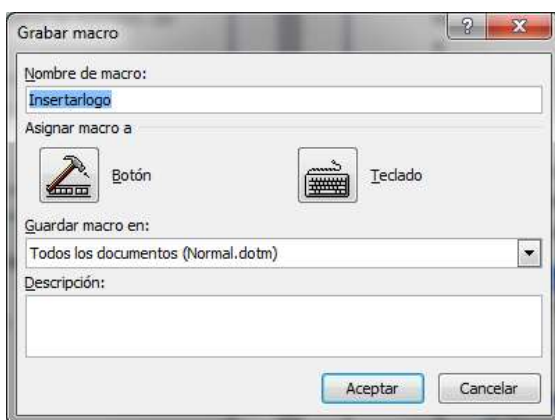 Grabar macro
Nombre de macro:
Insertarlogo
Asignar macro a
Botón
Teclado
Guardar macro en:
Todos los documentos (Normal.dotm)
Descripción:
Aceptar
Cancelar